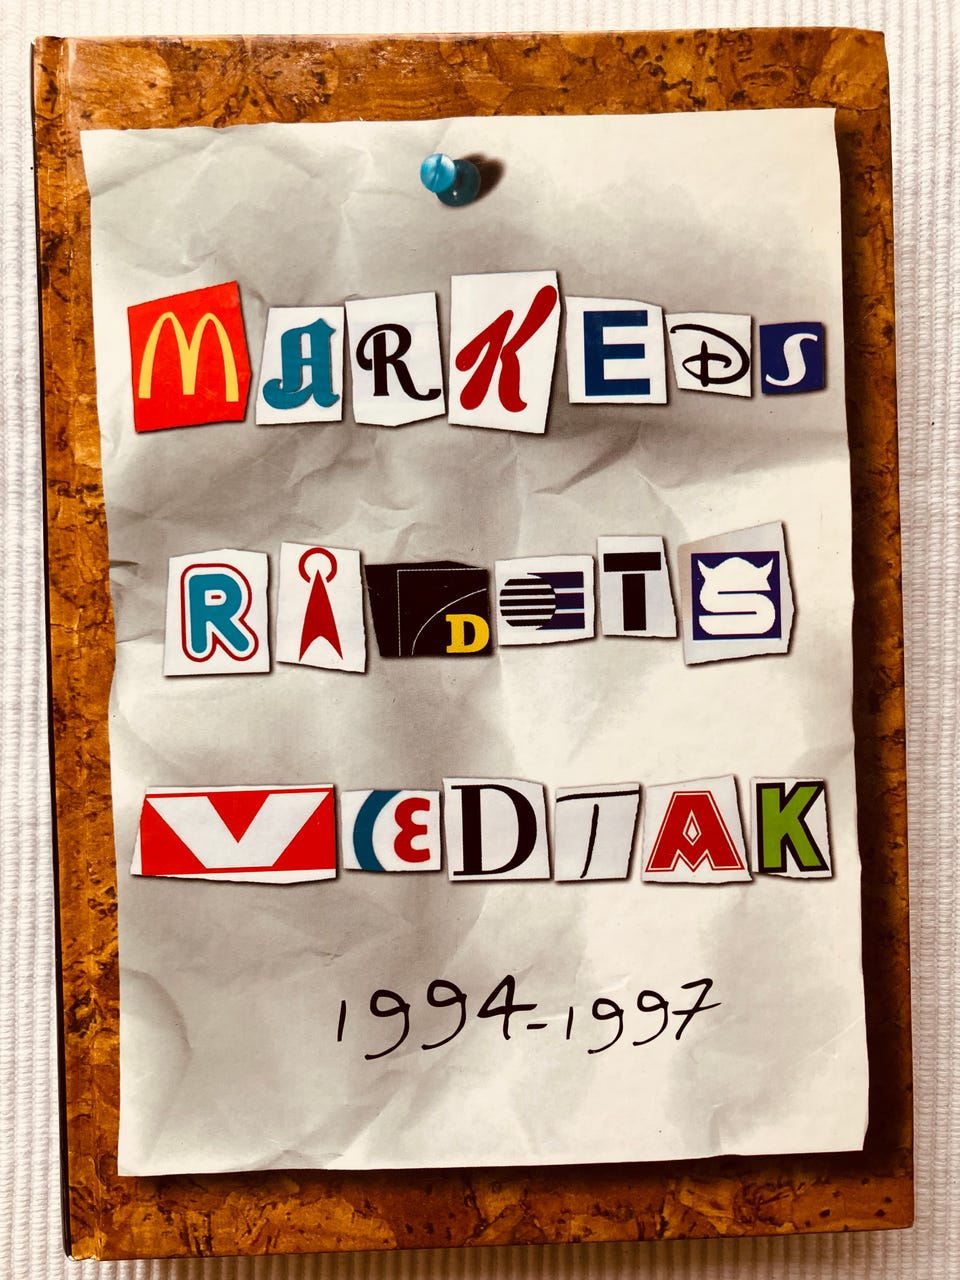 MARKEDS
RÅDETS
VEDTAK
1994-1997